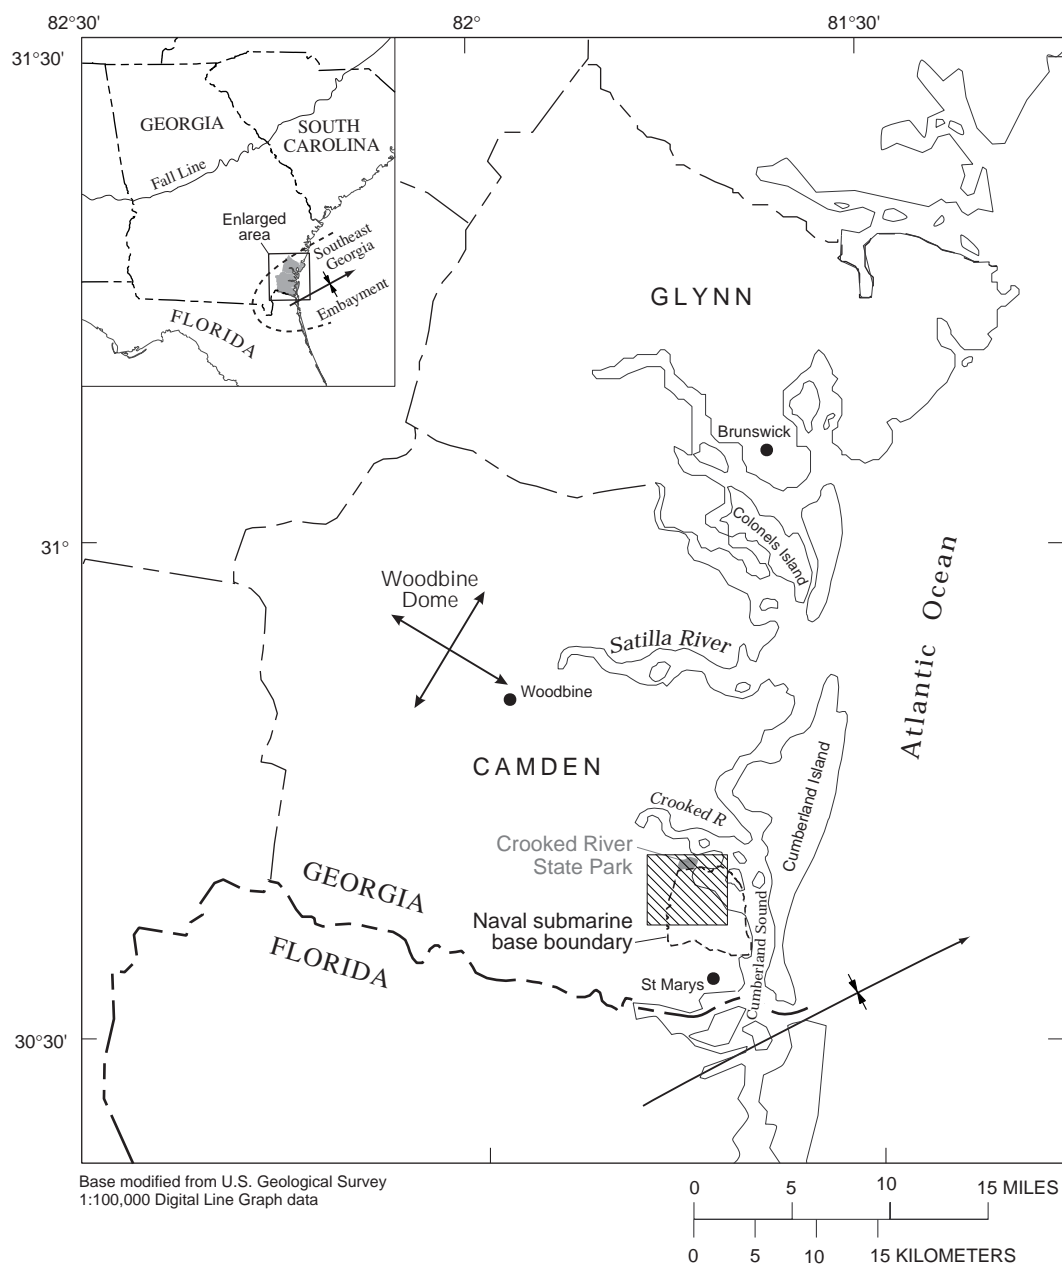 82°30'
82°
81°30'
31°30'
GEORGIA
SOUTH
CAROLINA
Fall Line
Enlarged
area
Southeast
Georgia
Embayment
FLORIDA
GLYNN
Brunswick
Colonels Island
31°
Woodbine
Dome
Satilla River
Woodbine
Atlantic Ocean
CAMDEN
Cumberland Island
Crooked R
Crooked River
State Park
GEORGIA
FLORIDA
Naval submarine
base boundary
Cumberland Sound
St Marys
30°30'
Base modified from U.S. Geological Survey
1:100,000 Digital Line Graph data
0 5 10 15 MILES
0 5 10 15 KILOMETERS